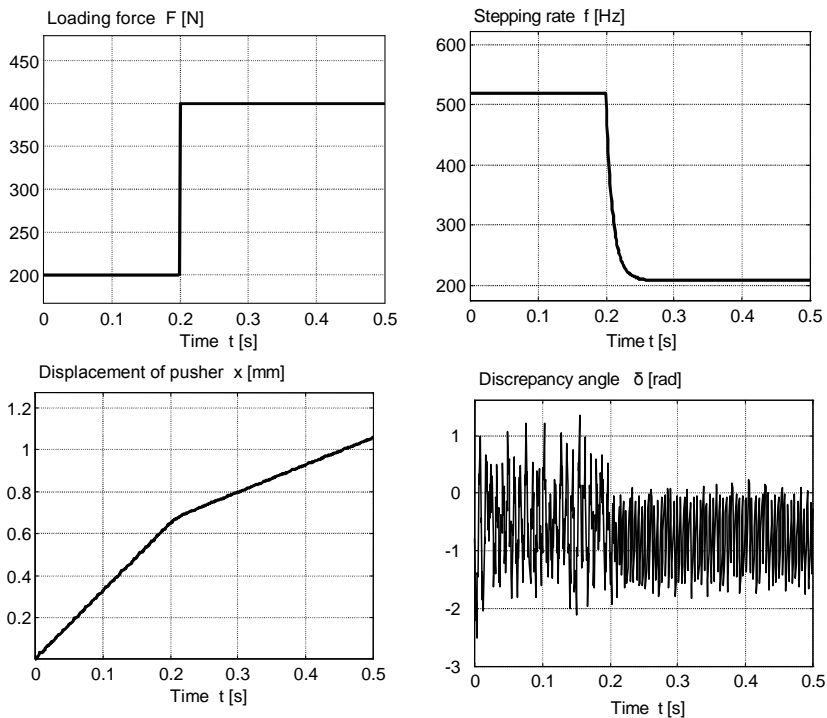 Loading force F [N]
450
400
350
300
250
200
0 0.1 0.2 0.3 0.4 0.5
Time t [s]
Stepping rate f [Hz]
600
500
400
300
200
0 0.1 0.2 0.3 0.4 0.5
Time t [s]
Displacement of pusher x [mm]
1.2
1
0.8
0.6
0.4
0.2
0 0.1 0.2 0.3 0.4 0.5
Time t [s]
Discrepancy angle δ [rad]
1
0
-1
-2
-3
0 0.1 0.2 0.3 0.4 0.5
Time t [s]